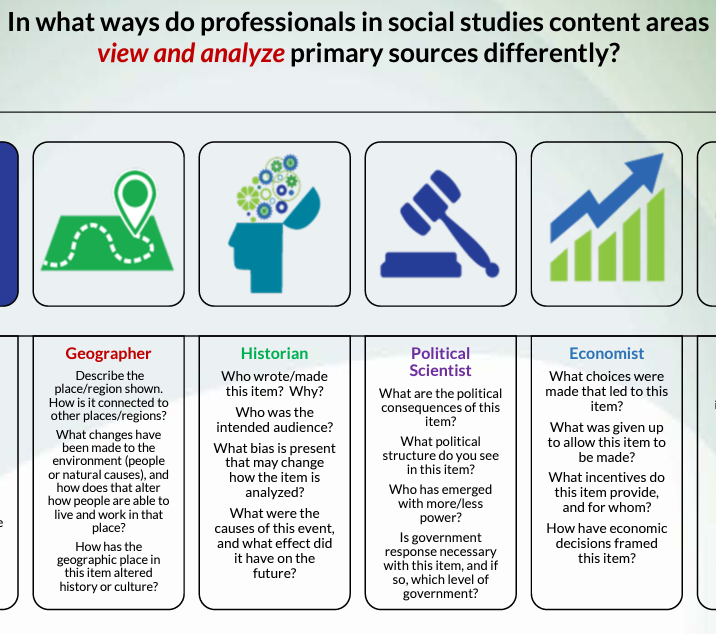 In what ways do professionals in social studies content areas
view and analyze primary sources differently?
Geographer
Describe the
place/region shown.
How is it connected to
other places/regions?
What changes have
been made to the
environment (people
or natural causes), and
how does that alter
how people are able to
live and work in that
place?
How has the
geographic place in
this item altered
history or culture?
Historian
Who wrote/made
this item? Why?
Who was the
intended audience?
What bias is present
that may change
how the item is
analyzed?
What were the
causes of this event,
and what effect did
it have on the
future?
Political
Scientist
What are the political
consequences of this
item?
What political
structure do you see
in this item?
Who has emerged
with more/less
power?
Is government
response necessary
with this item, and if
so, which level of
government?
Economist
What choices were
made that led to this
item?
What was given up
to allow this item to
be made?
What incentives do
this item provide,
and for whom?
How have economic
decisions framed
this item?